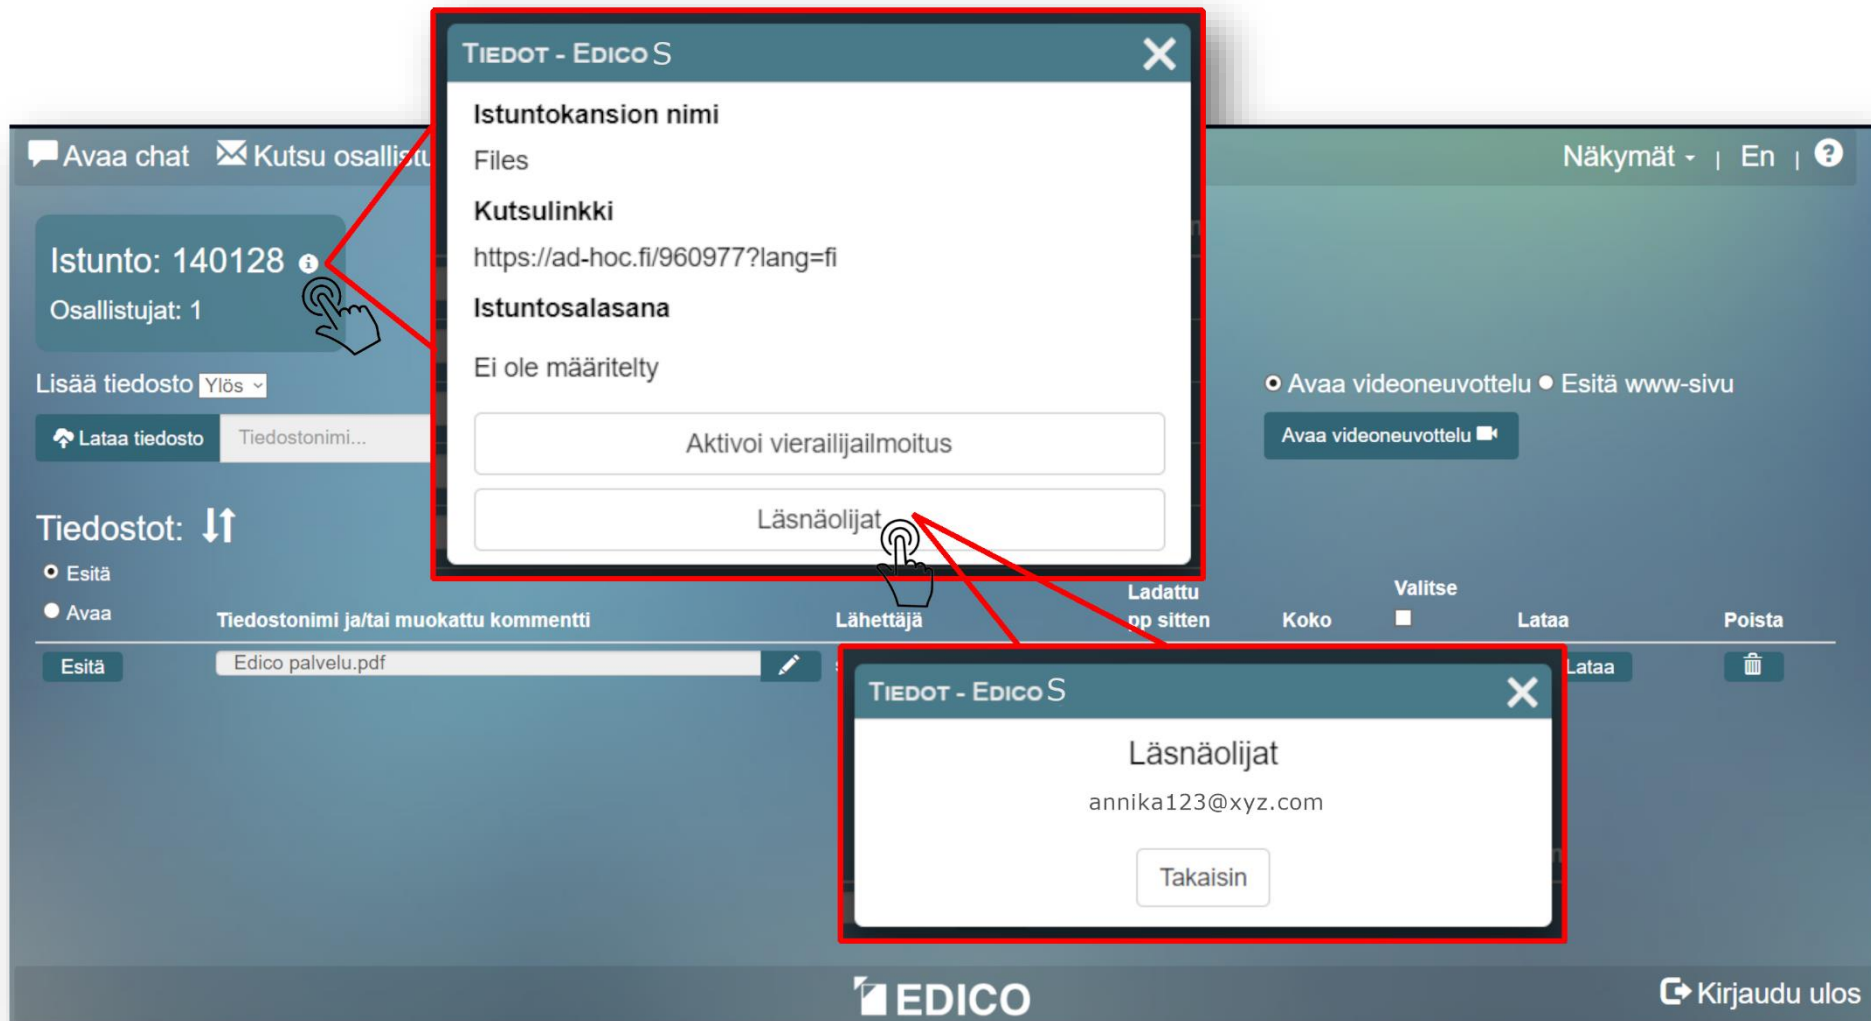 TIEDOT - EDICO S
Istuntokansion nimi
Files
Kutsulinkki
https://ad-hoc.fi/960977?lang=fi
Istuntosalasana
Ei ole määritelty
Aktivoi vierailijailmoitus
Läsnäolijat
Avaa chat Kutsu
Näkymät | En | ?
Istunto: 140128
Osallistujat: 1
Lisää tiedosto Ylös
Lataa tiedosto Tiedostonimi...
Avaa videoneuvottelu Esitä www-sivu
Avaa videoneuvottelu
Tiedostot:
Esitä
Avaa
Tiedostonimi ja/tai muokattu kommentti Lähettäjä Ladattu pp sitten Koko Valitse Lataa Poista
Esitä Edico palvelu.pdf Lataa
TIEDOT - EDICO S
Läsnäolijat
annika123@xyz.com
Takaisin
EDICO
Kirjaudu ulos